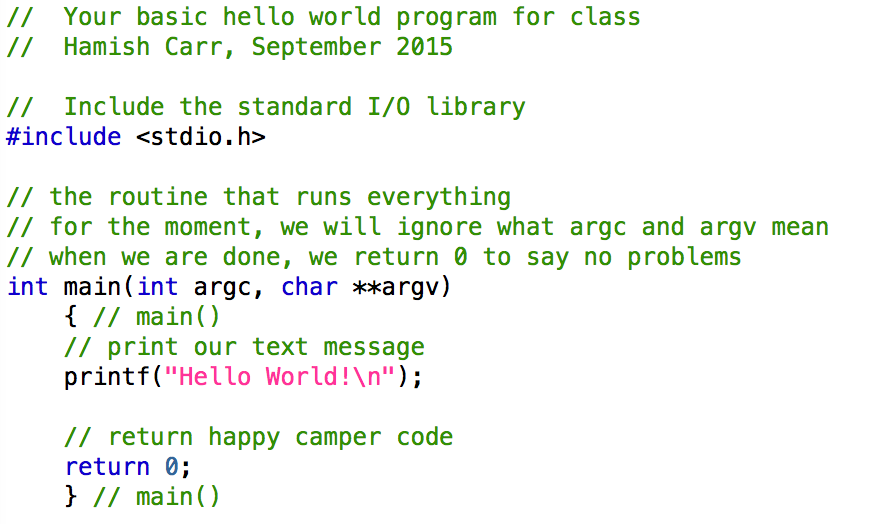 //  Your basic hello world program for class
//  Hamish Carr, September 2015

//  Include the standard I/O library
#include <stdio.h>

// the routine that runs everything
// for the moment, we will ignore what argc and argv mean
// when we are done, we return 0 to say no problems
int main(int argc, char **argv)
    { // main()
    // print our text message
    printf("Hello World!\n");

    // return happy camper code
    return 0;
    } // main()